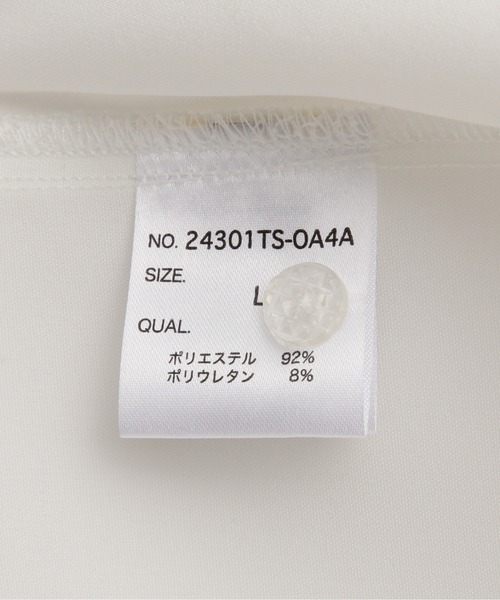 NO. 24301TS-0A4A
SIZE.
L
QUAL.
ポリエステル 92%
ポリウレタン 8%